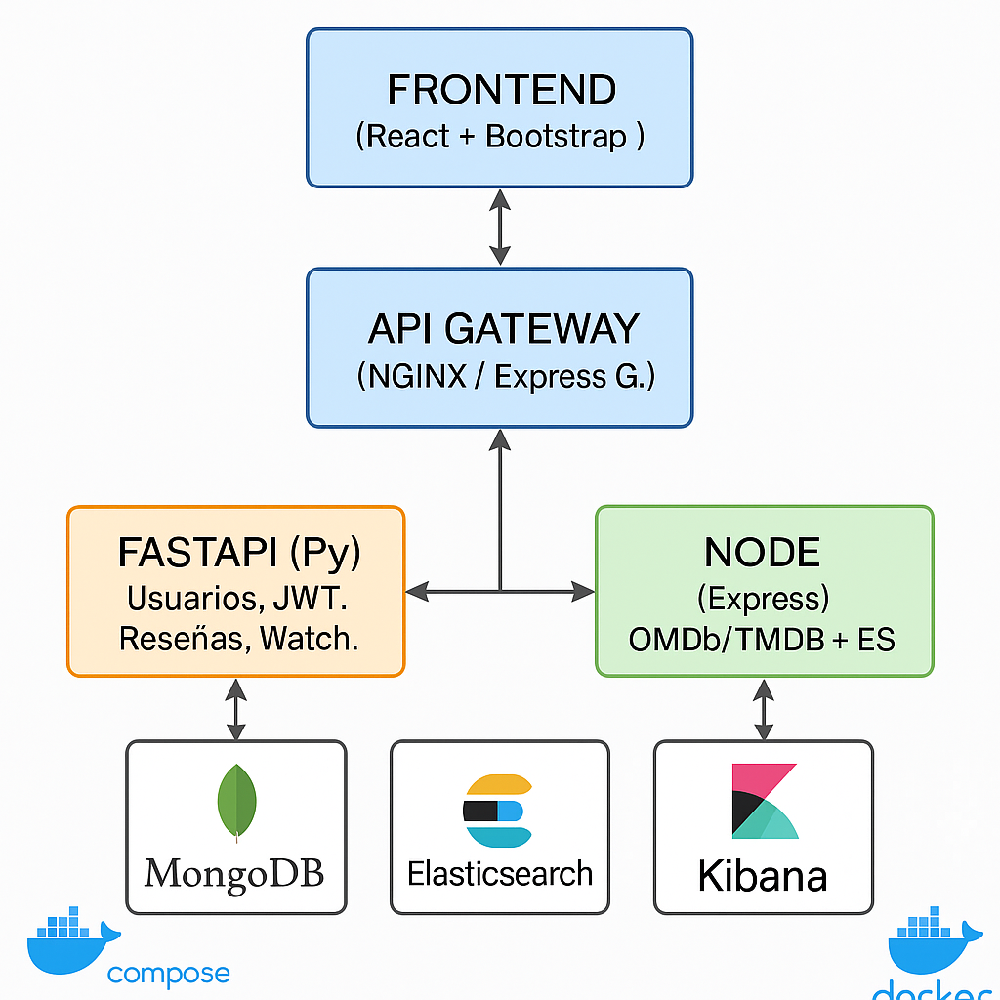 FRONTEND
(React + Bootstrap )
API GATEWAY
(NGINX / Express G.)
FASTAPI (Py)
Usuarios, JWT.
Reseñas, Watch.
NODE
(Express)
OMDb/TMDB + ES
MongoDB
Elasticsearch
Kibana
compose
docker